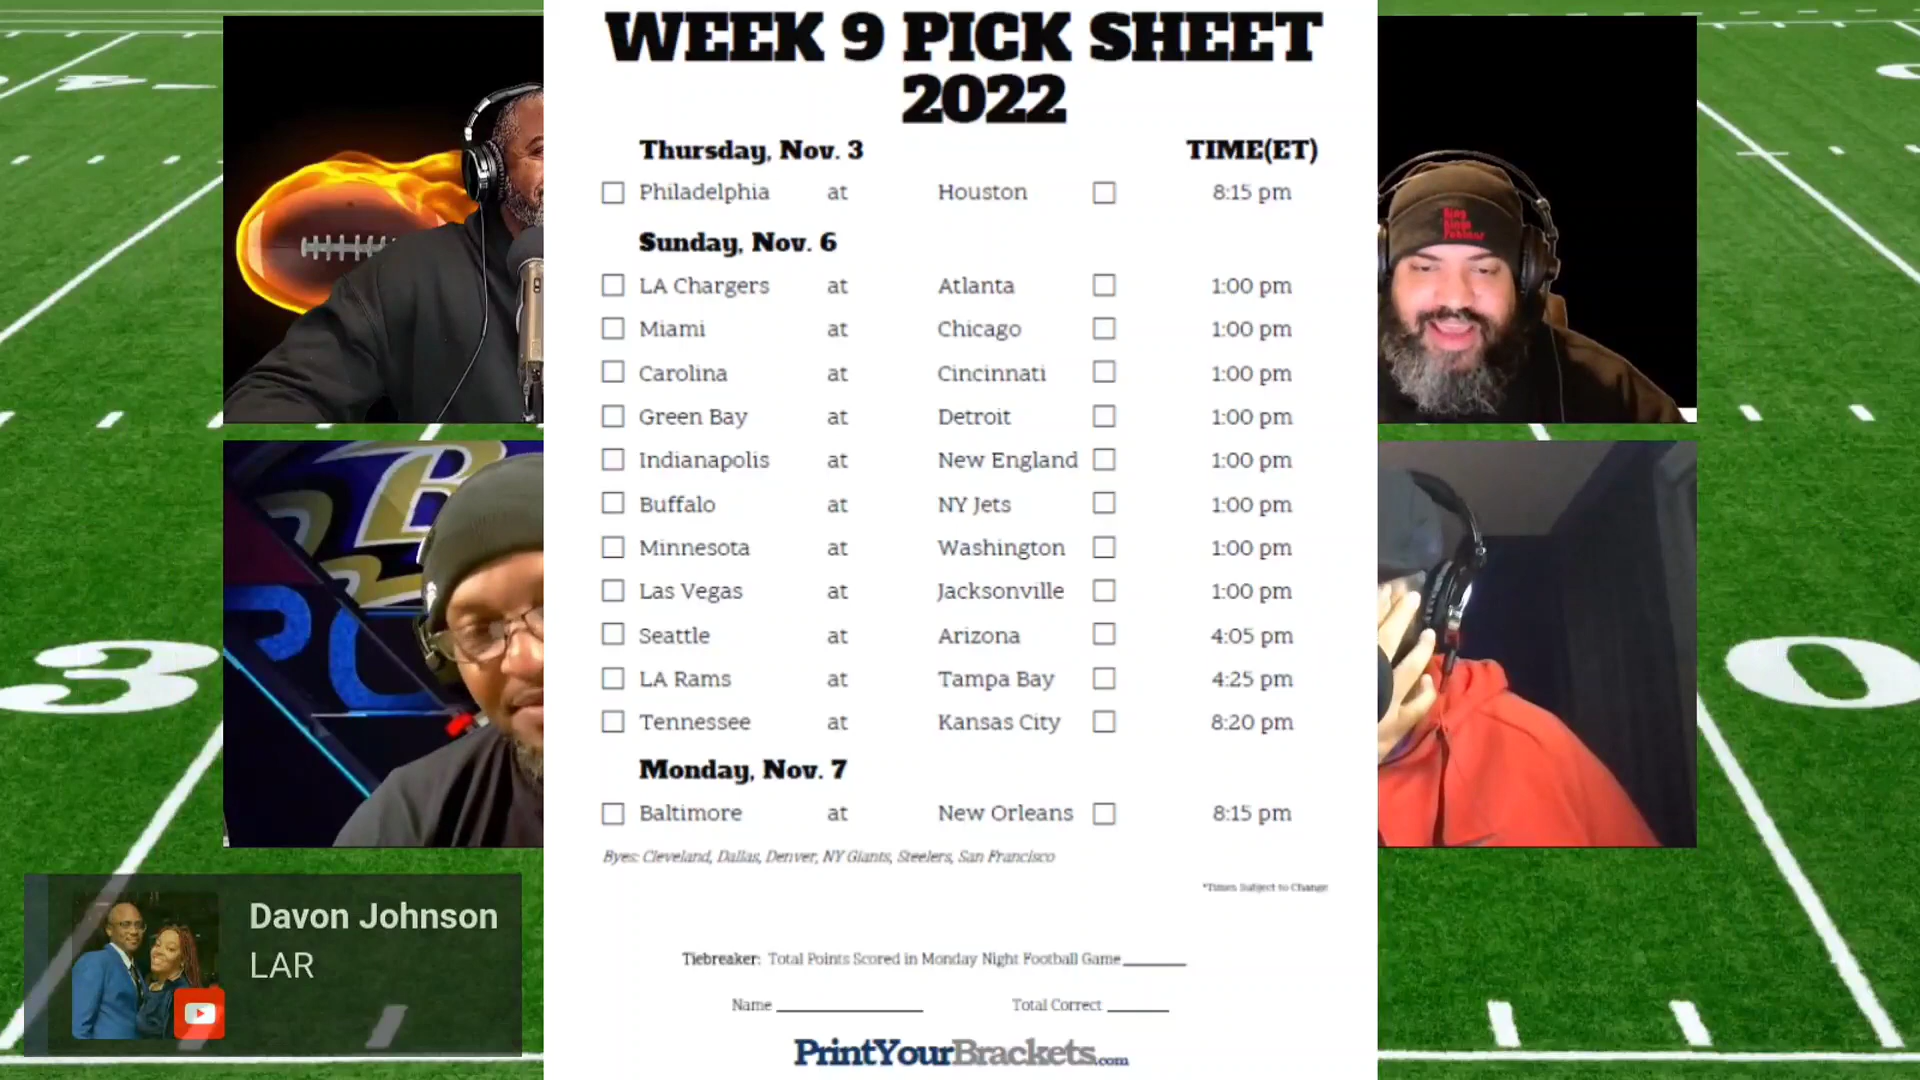 WEEK 9 PICK SHEET
2022
Thursday, Nov. 3 TIME(ET)
Philadelphia at Houston 8:15 pm
Sunday, Nov. 6
LA Chargers at Atlanta 1:00 pm
Miami at Chicago 1:00 pm
Carolina at Cincinnati 1:00 pm
Green Bay at Detroit 1:00 pm
Indianapolis at New England 1:00 pm
Buffalo at NY Jets 1:00 pm
Minnesota at Washington 1:00 pm
Las Vegas at Jacksonville 1:00 pm
Seattle at Arizona 4:05 pm
LA Rams at Tampa Bay 4:25 pm
Tennessee at Kansas City 8:20 pm
Monday, Nov. 7
Baltimore at New Orleans 8:15 pm
Byes: Cleveland, Dallas, Denver, NY Giants, Steelers, San Francisco
*Times Subject to Change
Tiebreaker: Total Points Scored in Monday Night Football Game
Name Total Correct
PrintYourBrackets.com
Davon Johnson
LAR
3
0